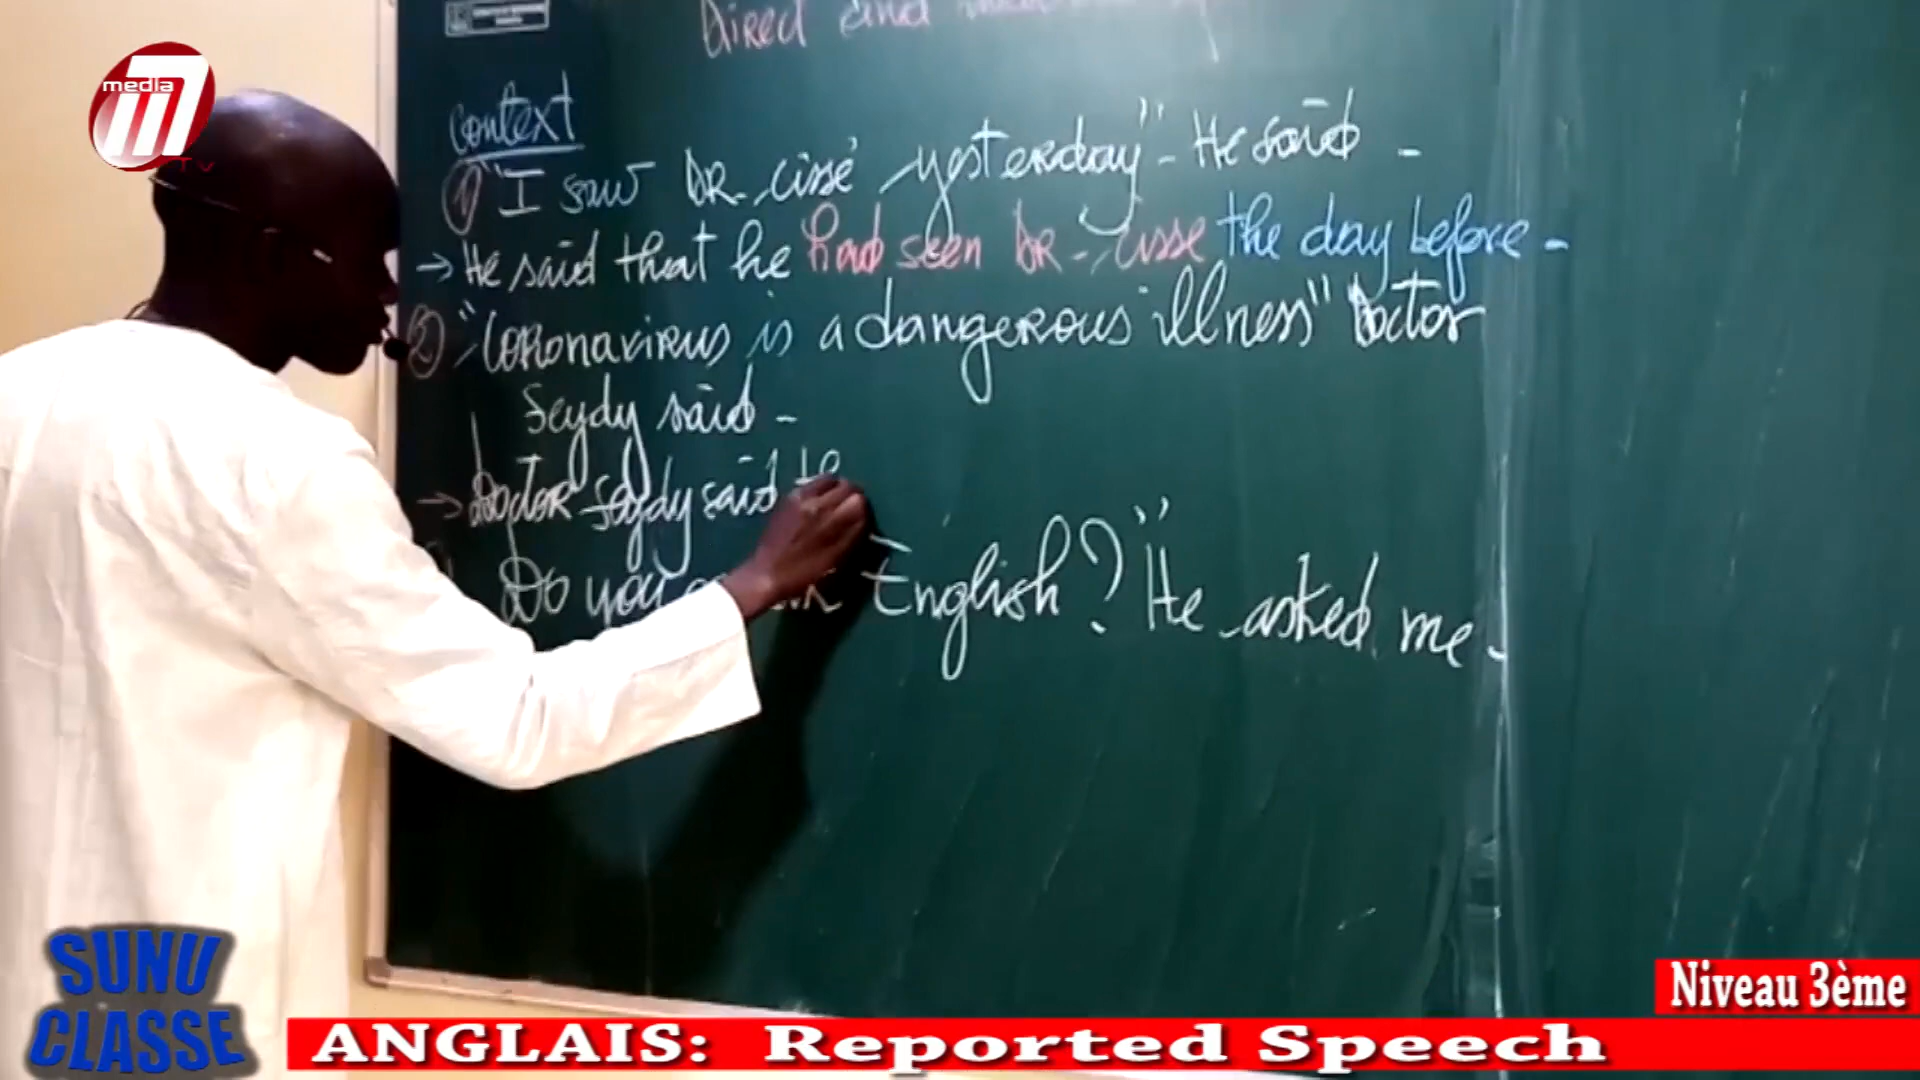 media
TV
Direct and
Context
1) "I saw DR. Cissé yesterday" - He said -
→ He said that he had seen DR. Cisse the day before -
2) "Coronavirus is a dangerous illness" Doctor
Seydy said -
→ Doctor Seydy said
Do you English?" He asked me -
SUNU
CLASSE
Niveau 3ème
ANGLAIS: Reported Speech